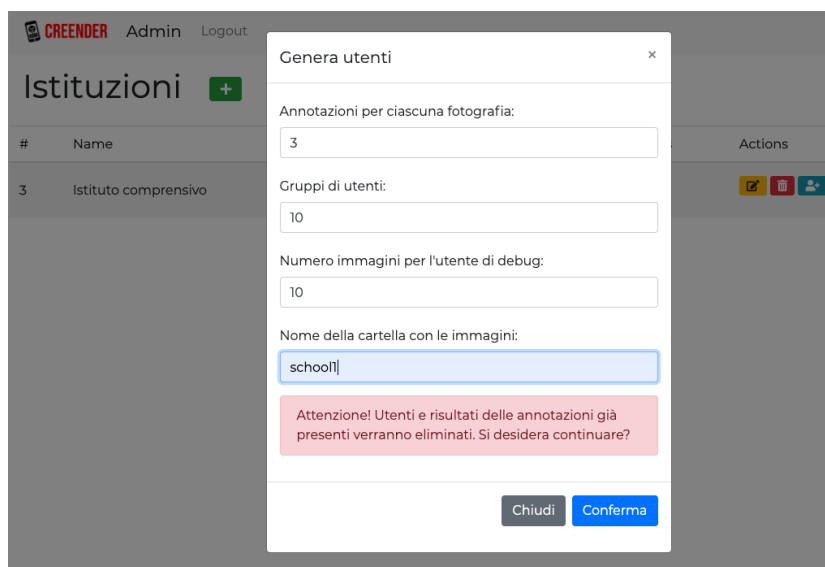 CREENDER Admin Logout
Istituzioni +
Genera utenti ×
Annotazioni per ciascuna fotografia:
3
Gruppi di utenti:
10
Numero immagini per l'utente di debug:
10
Nome della cartella con le immagini:
school1
Attenzione! Utenti e risultati delle annotazioni già
presenti verranno eliminati. Si desidera continuare?
Chiudi Conferma
# Name Actions
3 Istituto comprensivo